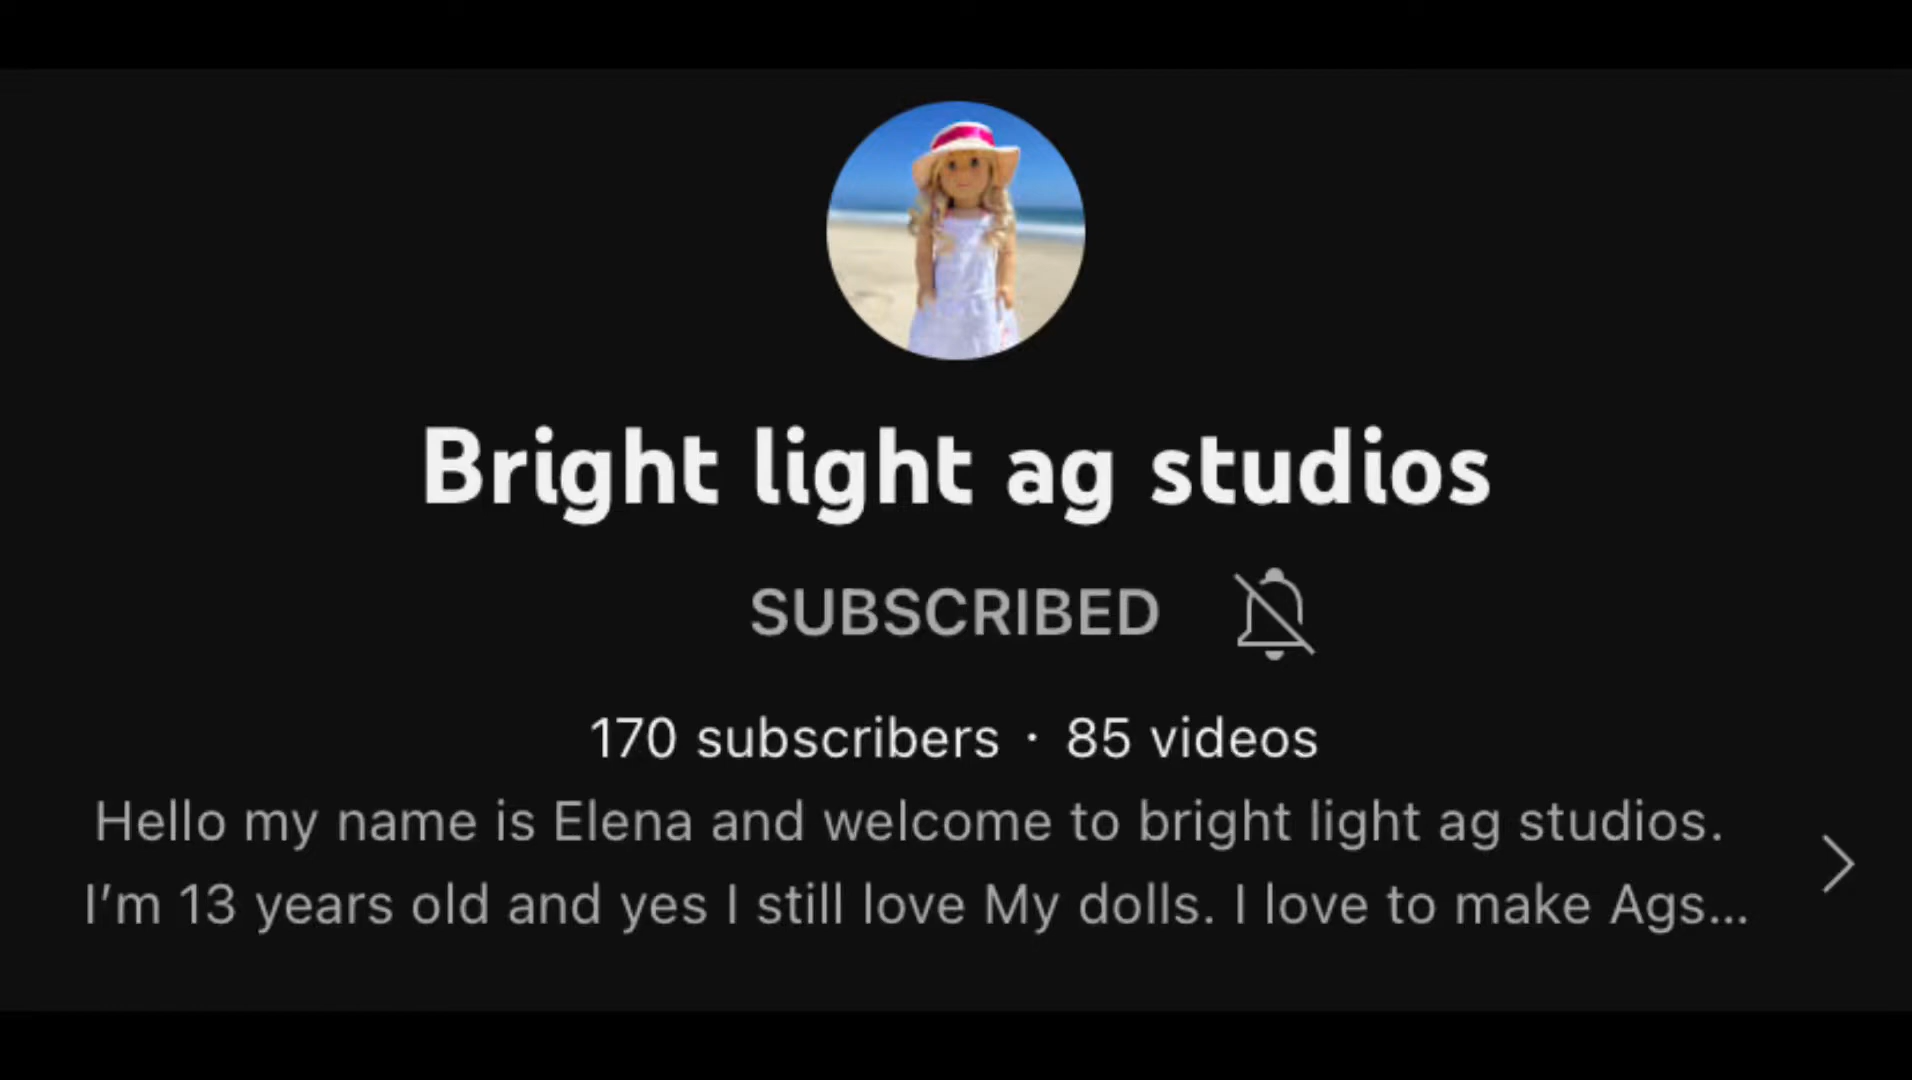 Bright light ag studios
SUBSCRIBED
170 subscribers · 85 videos
Hello my name is Elena and welcome to bright light ag studios.
I’m 13 years old and yes I still love My dolls. I love to make Ags...